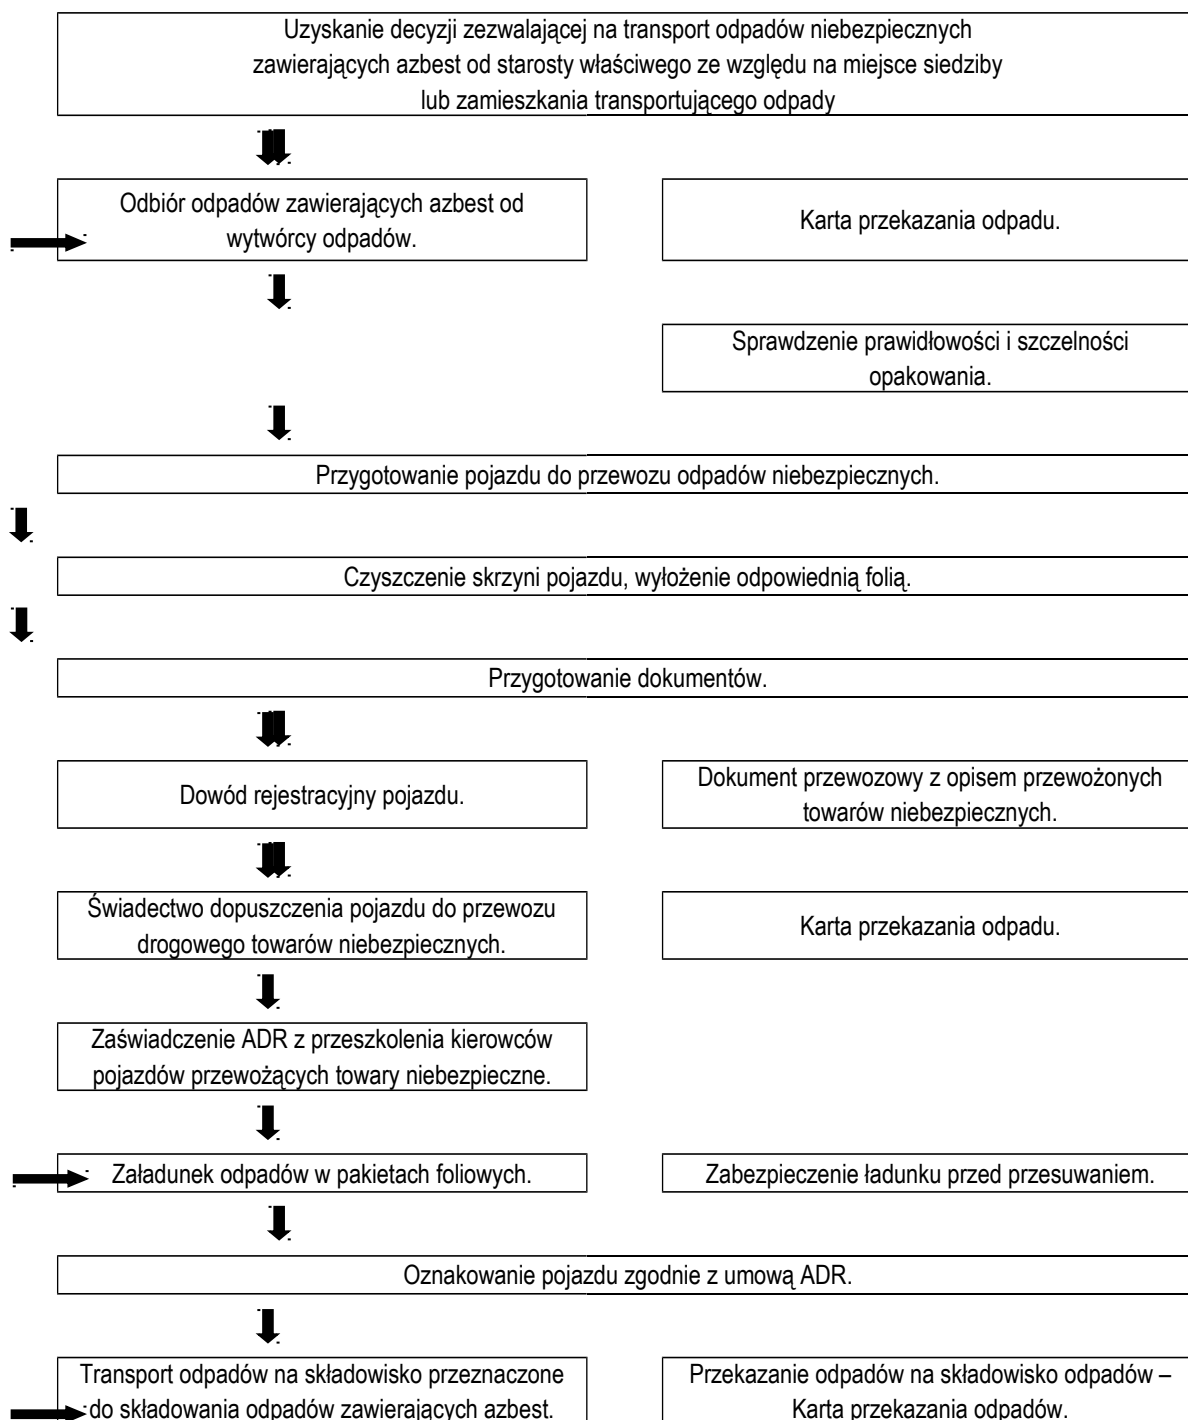 Uzyskanie decyzji zezwalającej na transport odpadów niebezpiecznych
zawierających azbest od starosty właściwego ze względu na miejsce siedziby
lub zamieszkania transportującego odpady
Odbiór odpadów zawierających azbest od
wytwórcy odpadów.
Karta przekazania odpadu.
Sprawdzenie prawidłowości i szczelności
opakowania.
Przygotowanie pojazdu do przewozu odpadów niebezpiecznych.
Czyszczenie skrzyni pojazdu, wyłożenie odpowiednią folią.
Przygotowanie dokumentów.
Dowód rejestracyjny pojazdu.
Dokument przewozowy z opisem przewożonych
towarów niebezpiecznych.
Świadectwo dopuszczenia pojazdu do przewozu
drogowego towarów niebezpiecznych.
Karta przekazania odpadu.
Zaświadczenie ADR z przeszkolenia kierowców
pojazdów przewożących towary niebezpieczne.
Załadunek odpadów w pakietach foliowych.
Zabezpieczenie ładunku przed przesuwaniem.
Oznakowanie pojazdu zgodnie z umową ADR.
Transport odpadów na składowisko przeznaczone
do składowania odpadów zawierających azbest.
Przekazanie odpadów na składowisko odpadów –
Karta przekazania odpadów.